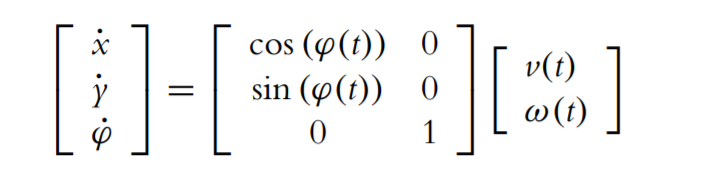 [ẋ ẏ φ̇] = [cos (φ(t)) 0
sin (φ(t)) 0
0 1] [v(t)
ω(t)]